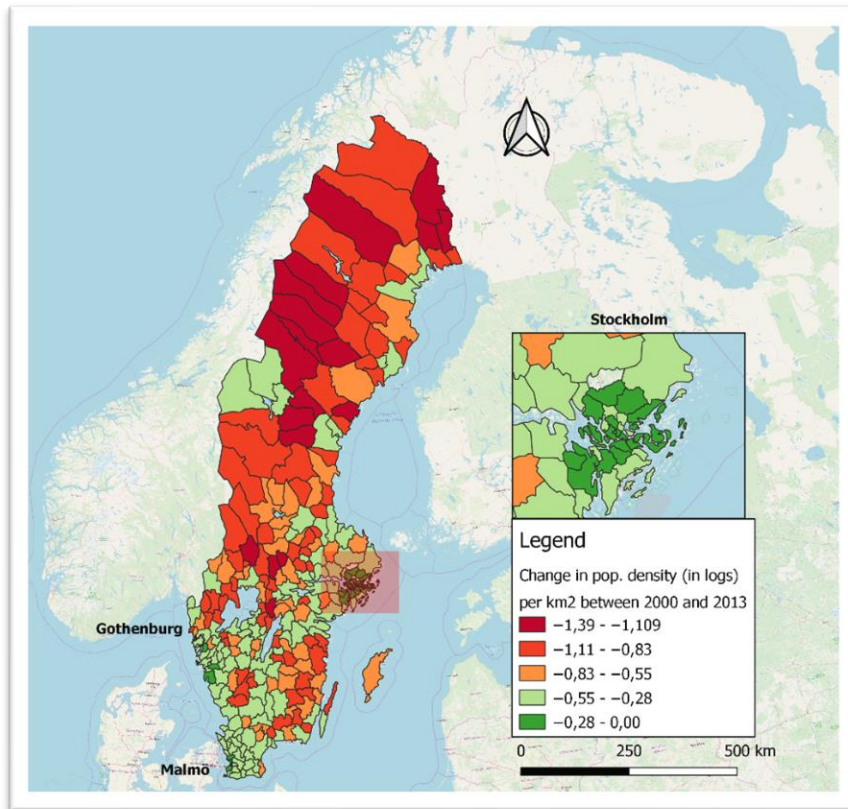 Stockholm
Legend
Change in pop. density (in logs)
per km2 between 2000 and 2013
−1,39 - −1,109
−1,11 - −0,83
−0,83 - −0,55
−0,55 - −0,28
−0,28 - 0,00
0 250 500 km
Gothenburg
Malmö